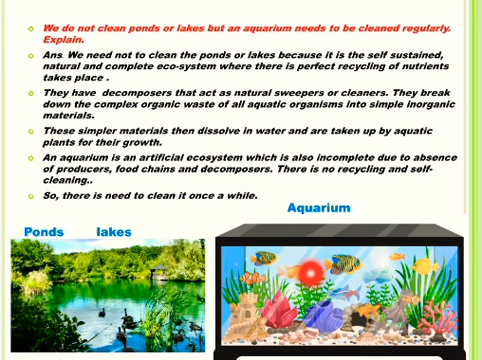 We do not clean ponds or lakes but an aquarium needs to be cleaned regularly.
Explain.
Ans. We need not to clean the ponds or lakes because it is the self sustained,
natural and complete eco-system where there is perfect recycling of nutrients
takes place .
They have decomposers that act as natural sweepers or cleaners. They break
down the complex organic waste of all aquatic organisms into simple inorganic
materials.
These simpler materials then dissolve in water and are taken up by aquatic
plants for their growth.
An aquarium is an artificial ecosystem which is also incomplete due to absence
of producers, food chains and decomposers. There is no recycling and self-
cleaning..
So, there is need to clean it once a while.
Aquarium
Ponds lakes